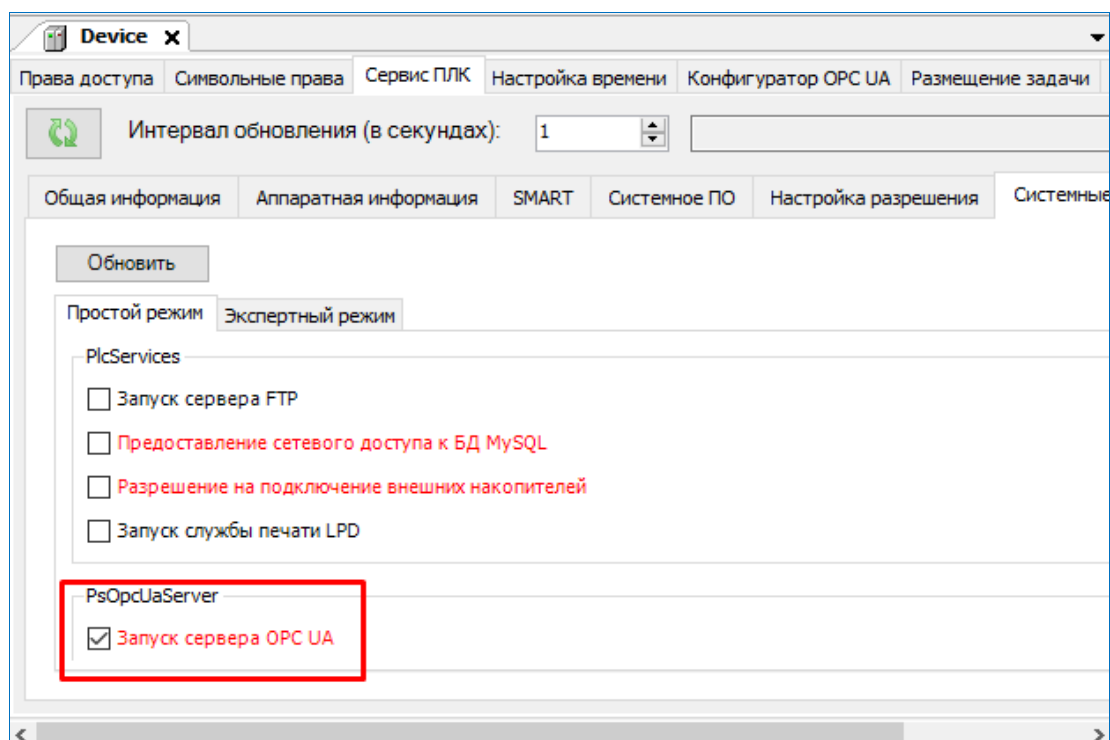 Device
Права доступа Символьные права Сервис ПЛК Настройка времени Конфигуратор OPC UA Размещение задачи
Интервал обновления (в секундах): 1
Общая информация Аппаратная информация SMART Системное ПО Настройка разрешения Системные
Обновить
Простой режим Экспертный режим
PlcServices
Запуск сервера FTP
Предоставление сетевого доступа к БД MySQL
Разрешение на подключение внешних накопителей
Запуск службы печати LPD
PsOpcUaServer
Запуск сервера OPC UA